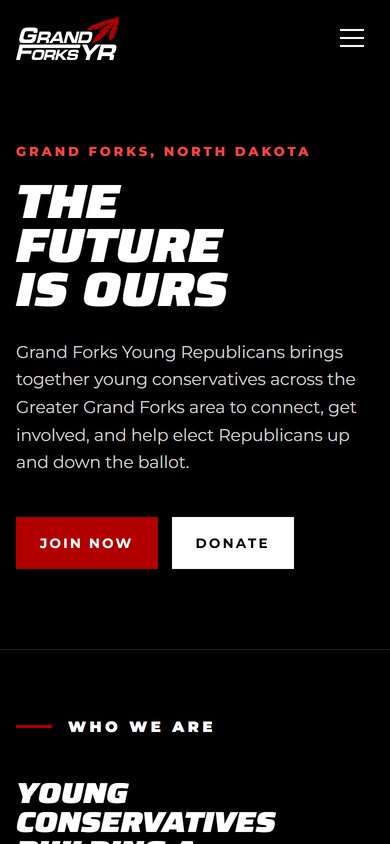 GRAND
FORKS YR
GRAND FORKS, NORTH DAKOTA
THE
FUTURE
IS OURS
Grand Forks Young Republicans brings
together young conservatives across the
Greater Grand Forks area to connect, get
involved, and help elect Republicans up
and down the ballot.
JOIN NOW
DONATE
WHO WE ARE
YOUNG
CONSERVATIVES
BUILDING A